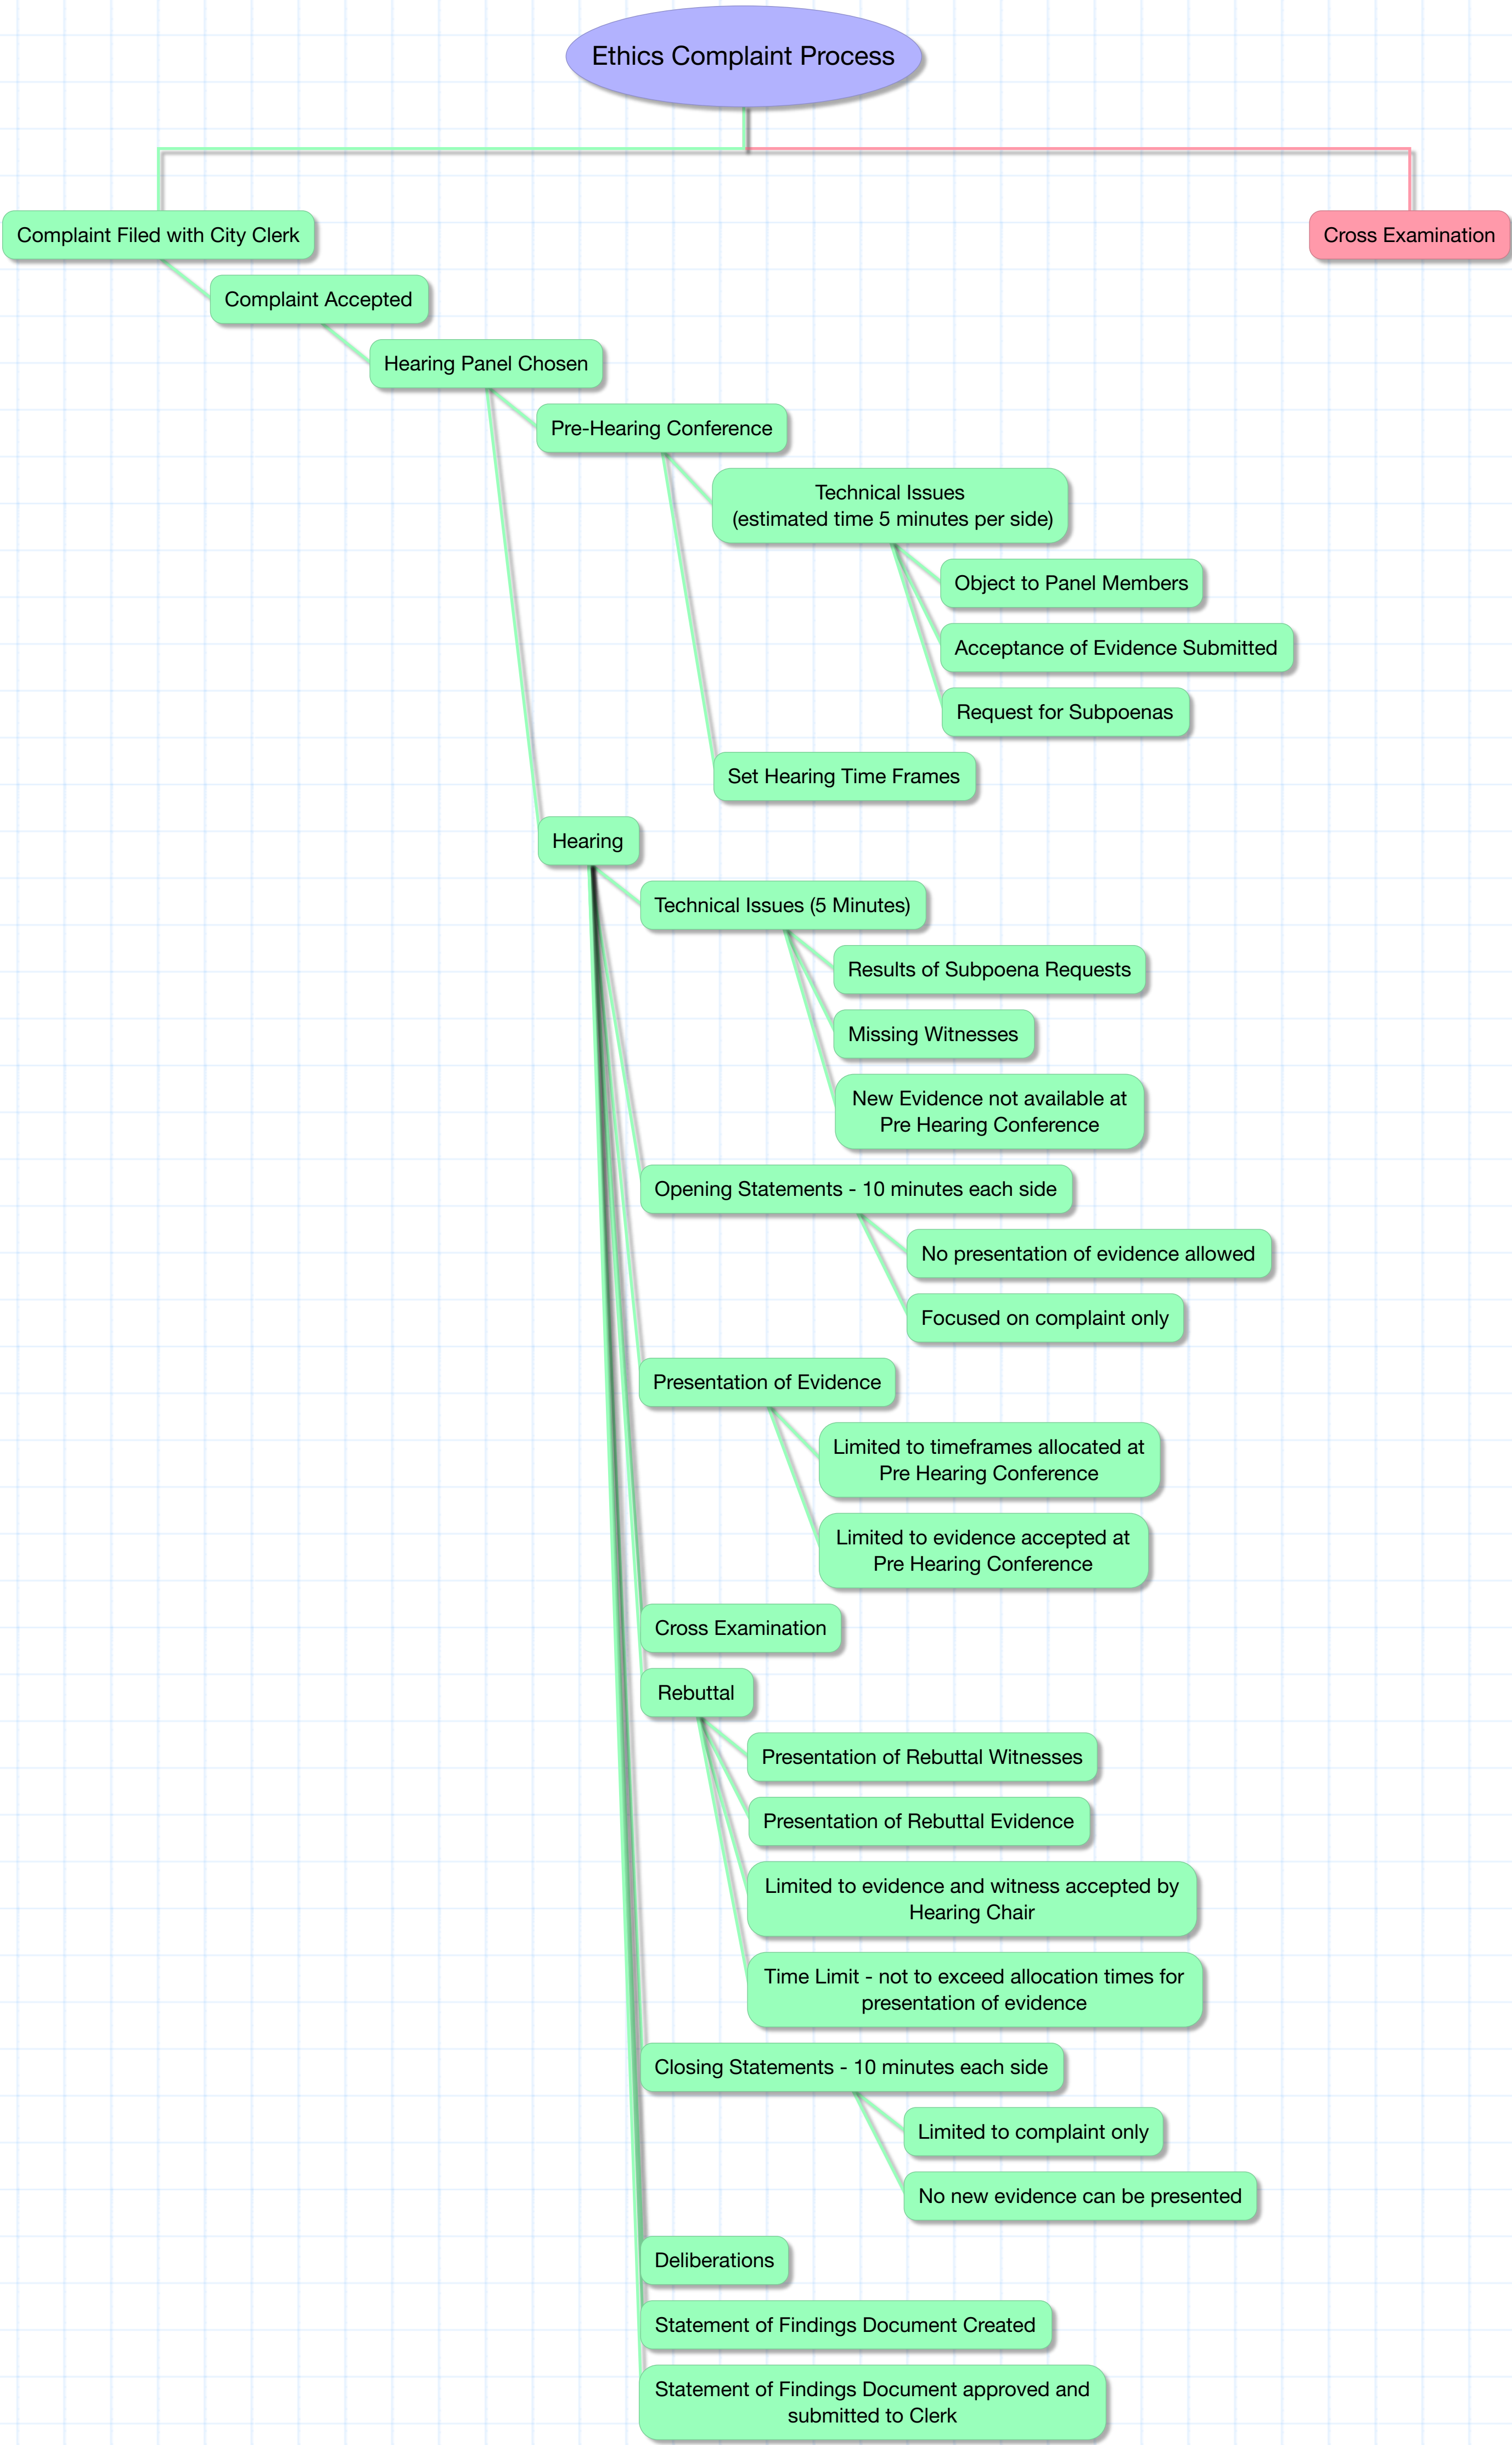 Ethics Complaint Process
Complaint Filed with City Clerk
Cross Examination
Complaint Accepted
Hearing Panel Chosen
Pre-Hearing Conference
Technical Issues
(estimated time 5 minutes per side)
Object to Panel Members
Acceptance of Evidence Submitted
Request for Subpoenas
Set Hearing Time Frames
Hearing
Technical Issues (5 Minutes)
Results of Subpoena Requests
Missing Witnesses
New Evidence not available at
Pre Hearing Conference
Opening Statements - 10 minutes each side
No presentation of evidence allowed
Focused on complaint only
Presentation of Evidence
Limited to timeframes allocated at
Pre Hearing Conference
Limited to evidence accepted at
Pre Hearing Conference
Cross Examination
Rebuttal
Presentation of Rebuttal Witnesses
Presentation of Rebuttal Evidence
Limited to evidence and witness accepted by
Hearing Chair
Time Limit - not to exceed allocation times for
presentation of evidence
Closing Statements - 10 minutes each side
Limited to complaint only
No new evidence can be presented
Deliberations
Statement of Findings Document Created
Statement of Findings Document approved and
submitted to Clerk